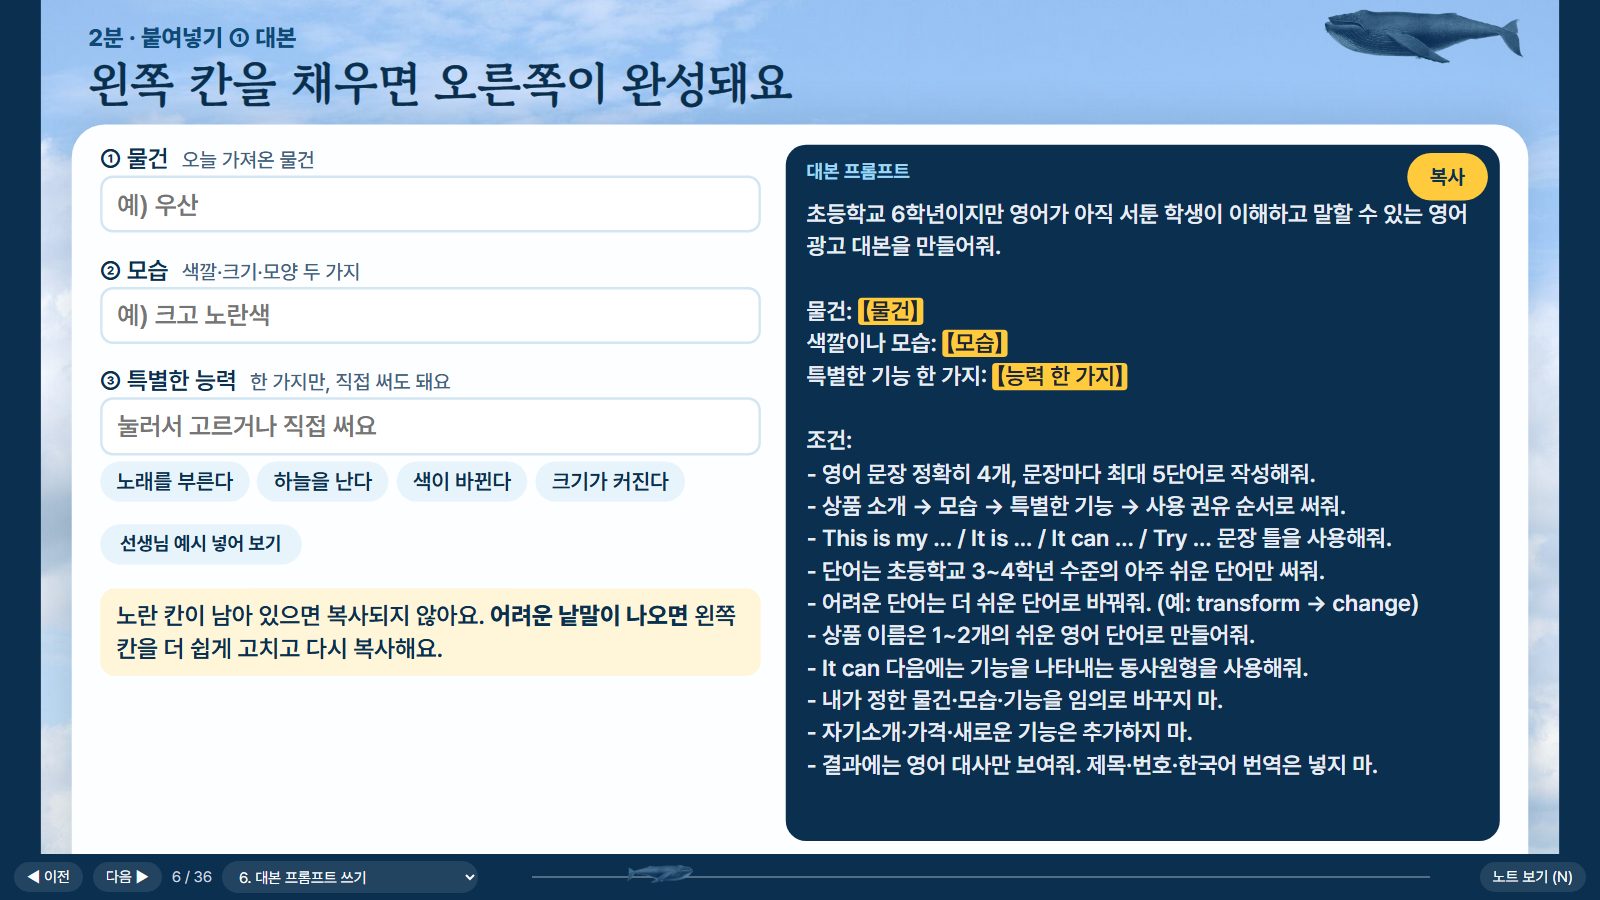 2분 · 붙여넣기 ① 대본
왼쪽 칸을 채우면 오른쪽이 완성돼요
① 물건 오늘 가져온 물건
예) 우산
② 모습 색깔·크기·모양 두 가지
예) 크고 노란색
③ 특별한 능력 한 가지만, 직접 써도 돼요
눌러서 고르거나 직접 써요
노래를 부른다 하늘을 난다 색이 바뀐다 크기가 커진다
선생님 예시 넣어 보기
노란 칸이 남아 있으면 복사되지 않아요. 어려운 낱말이 나오면 왼쪽
칸을 더 쉽게 고치고 다시 복사해요.
대본 프롬프트
복사
초등학교 6학년이지만 영어가 아직 서툰 학생이 이해하고 말할 수 있는 영어
광고 대본을 만들어줘.
물건: 【물건】
색깔이나 모습: 【모습】
특별한 기능 한 가지: 【능력 한 가지】
조건:
- 영어 문장 정확히 4개, 문장마다 최대 5단어로 작성해줘.
- 상품 소개 → 모습 → 특별한 기능 → 사용 권유 순서로 써줘.
- This is my ... / It is ... / It can ... / Try ... 문장 틀을 사용해줘.
- 단어는 초등학교 3~4학년 수준의 아주 쉬운 단어만 써줘.
- 어려운 단어는 더 쉬운 단어로 바꿔줘. (예: transform → change)
- 상품 이름은 1~2개의 쉬운 영어 단어로 만들어줘.
- It can 다음에는 기능을 나타내는 동사원형을 사용해줘.
- 내가 정한 물건·모습·기능을 임의로 바꾸지 마.
- 자기소개·가격·새로운 기능은 추가하지 마.
- 결과에는 영어 대사만 보여줘. 제목·번호·한국어 번역은 넣지 마.
◀ 이전 다음 ▶ 6 / 36 6. 대본 프롬프트 쓰기 노트 보기 (N)